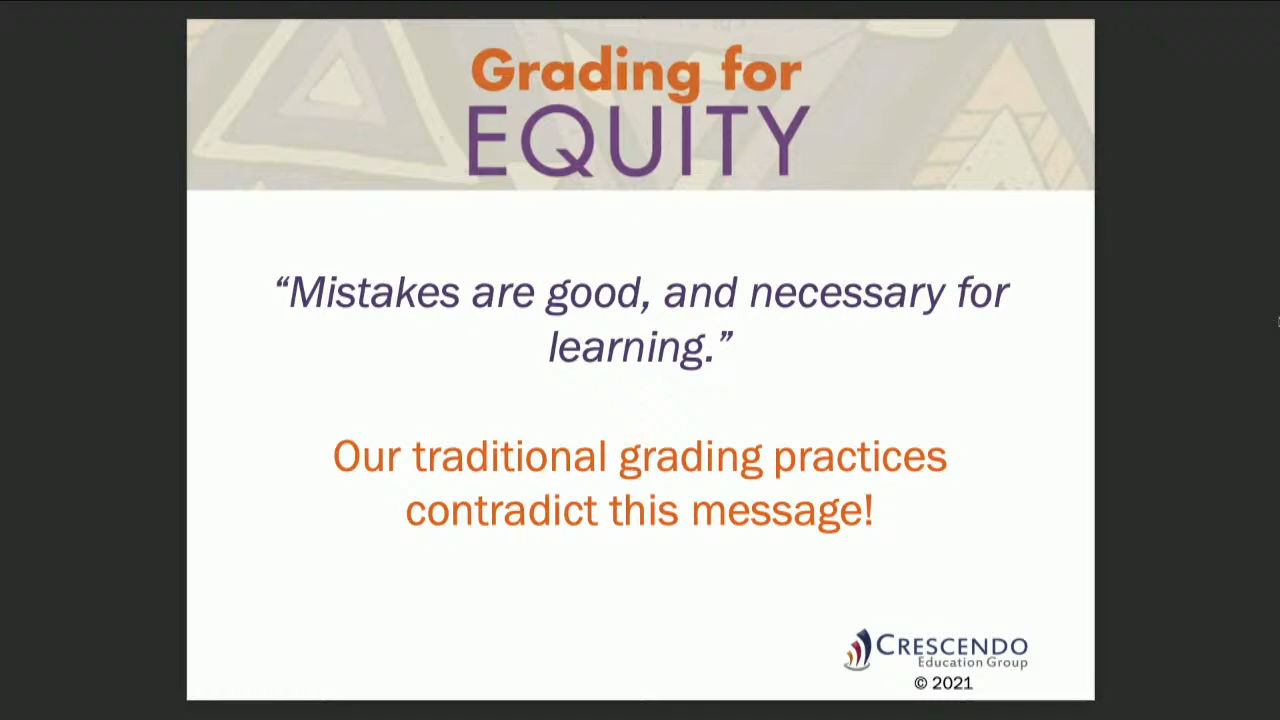 Grading for
EQUITY
“Mistakes are good, and necessary for
learning.”
Our traditional grading practices
contradict this message!
CRESCENDO
Education Group
© 2021